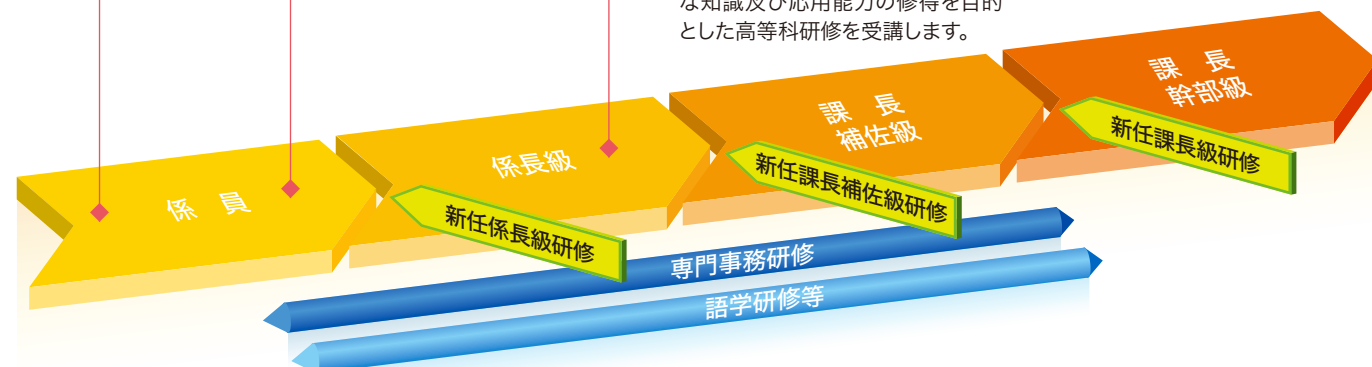 な知識及び応用能力の修得を目的
とした高等科研修を受講します。
係　員
係長級
課　長
補佐級
課　長
幹部級
新任係長級研修
新任課長補佐級研修
新任課長級研修
専門事務研修
語学研修等